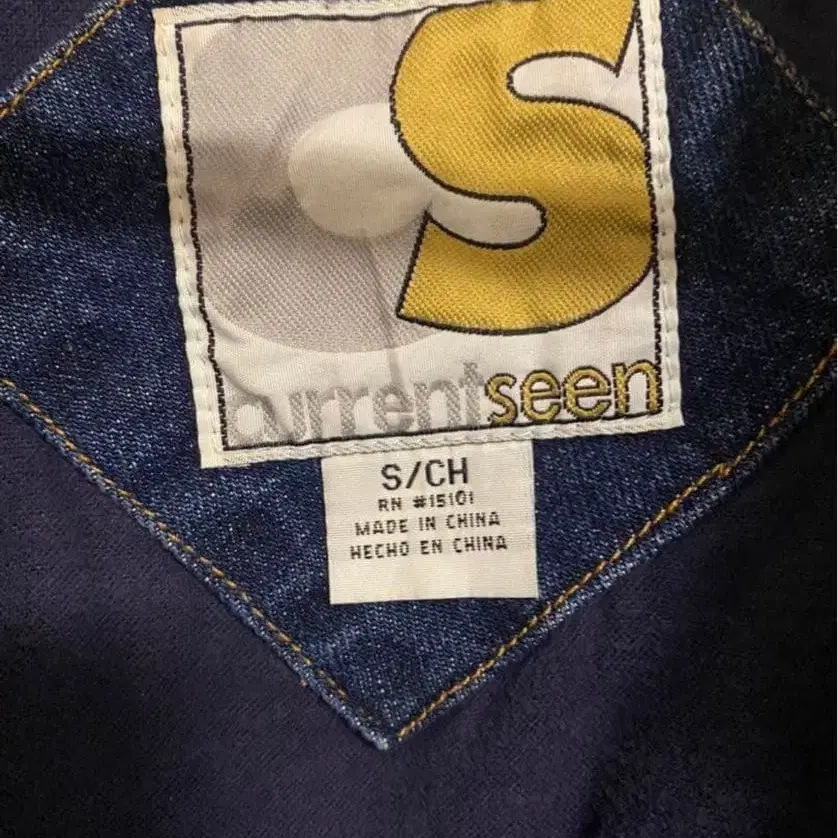 S
currentseen
S/CH
RN #15101
MADE IN CHINA
HECHO EN CHINA